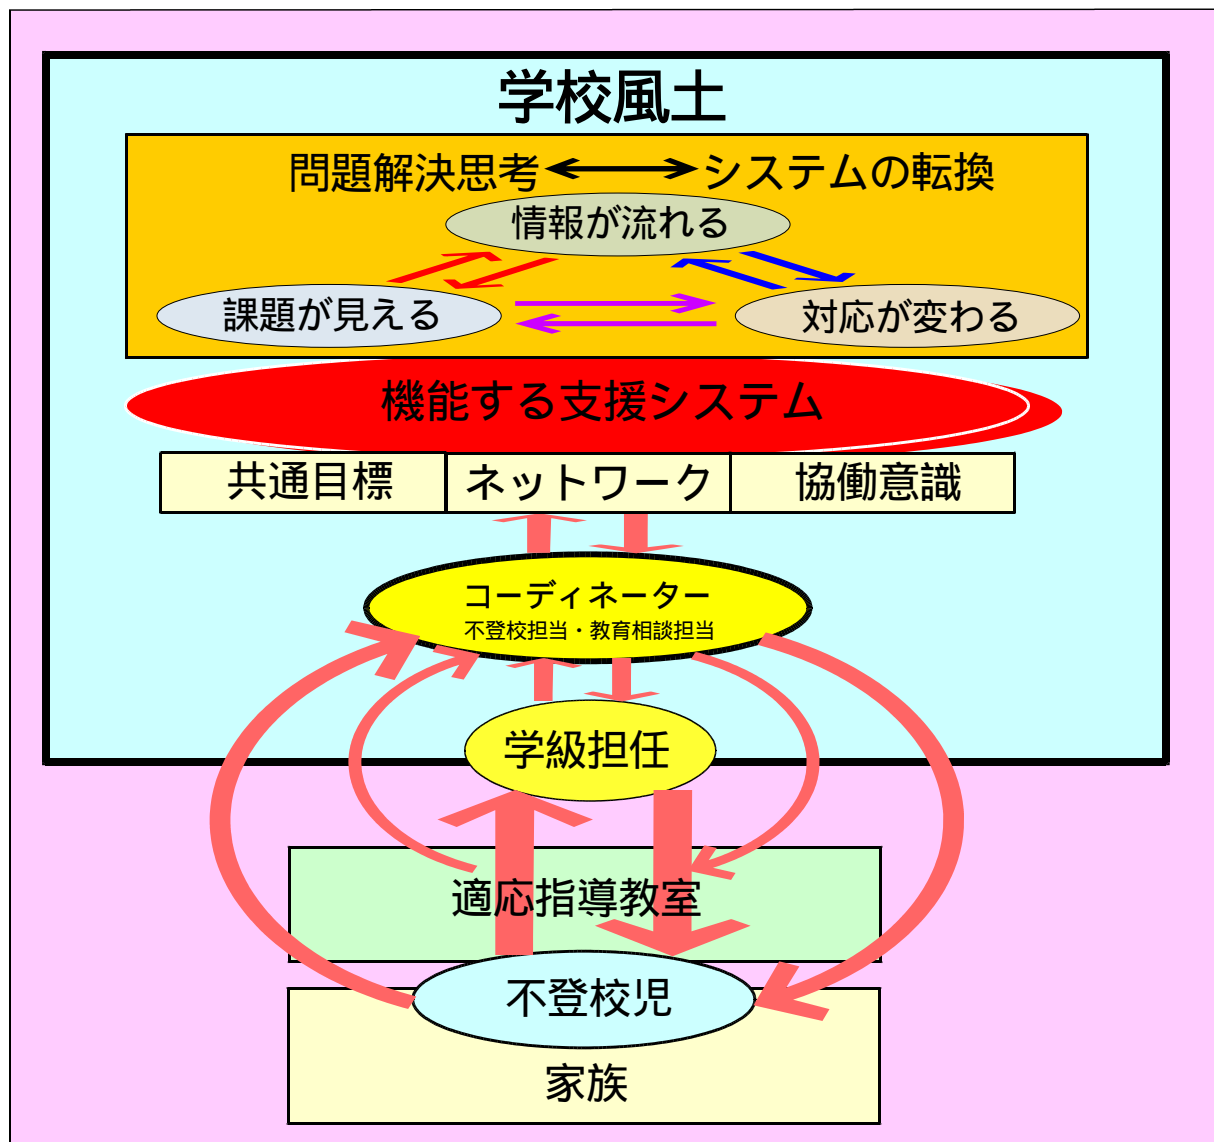 学校風土
問題解決思考 システムの転換
情報が流れる
課題が見える 対応が変わる
機能する支援システム
共通目標 ネットワーク 協働意識
コーディネーター
不登校担当・教育相談担当
学級担任
適応指導教室
不登校児
家族